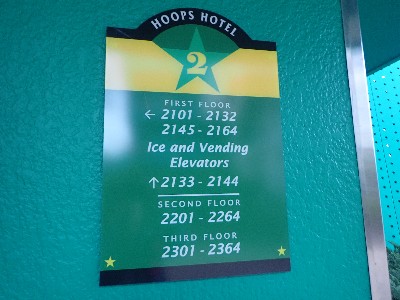 HOOPS HOTEL
2
FIRST FLOOR
← 2101 - 2132
2145 - 2164
Ice and Vending
Elevators
↑ 2133 - 2144
SECOND FLOOR
2201 - 2264
THIRD FLOOR
2301 - 2364